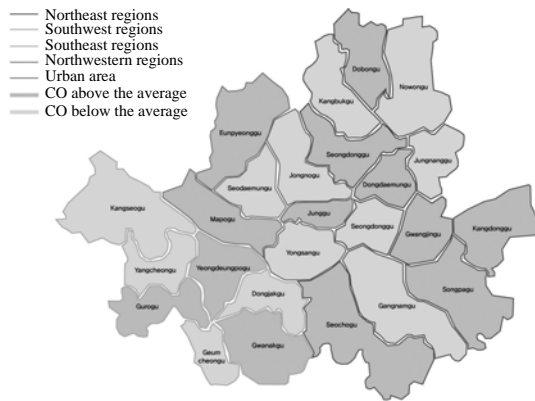 Northeast regions
Southwest regions
Southeast regions
Northwestern regions
Urban area
CO above the average
CO below the average
Dobongu
Nowongu
Kangbukgu
Eunpyeonggu
Seongdonggu
Jungnanggu
Jongnogu
Seodaemungu
Dongdaemungu
Kangseogu
Mapogu
Junggu
Seongdonggu
Gwangjingu
Kangdonggu
Yongsangu
Yangcheongu
Yeongdeungpogu
Songpagu
Dongjakgu
Gangnamgu
Gurogu
Seochogu
Gwanakgu
Geum
cheongu